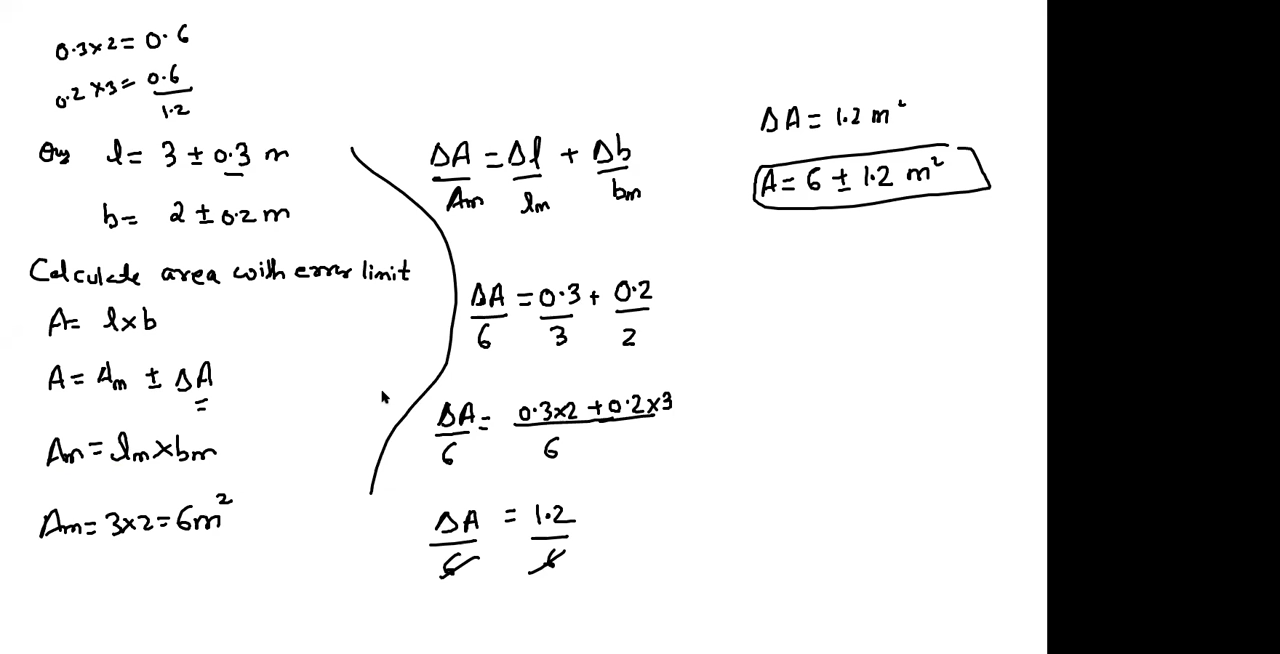 0.3×2= 0.6
0.2×3= 0.6
1.2
Ques l= 3 ± 0.3 m
b= 2 ± 0.2 m
Calculate area with error limit
A= l×b
A= Am ± ΔA
Am= lm×bm
Am= 3×2=6m²
ΔA/Am = Δl/lm + Δb/bm
ΔA/6 = 0.3/3 + 0.2/2
ΔA/6 = 0.3×2 + 0.2×3/6
ΔA/6 = 1.2/6
ΔA= 1.2 m²
A= 6 ± 1.2 m²